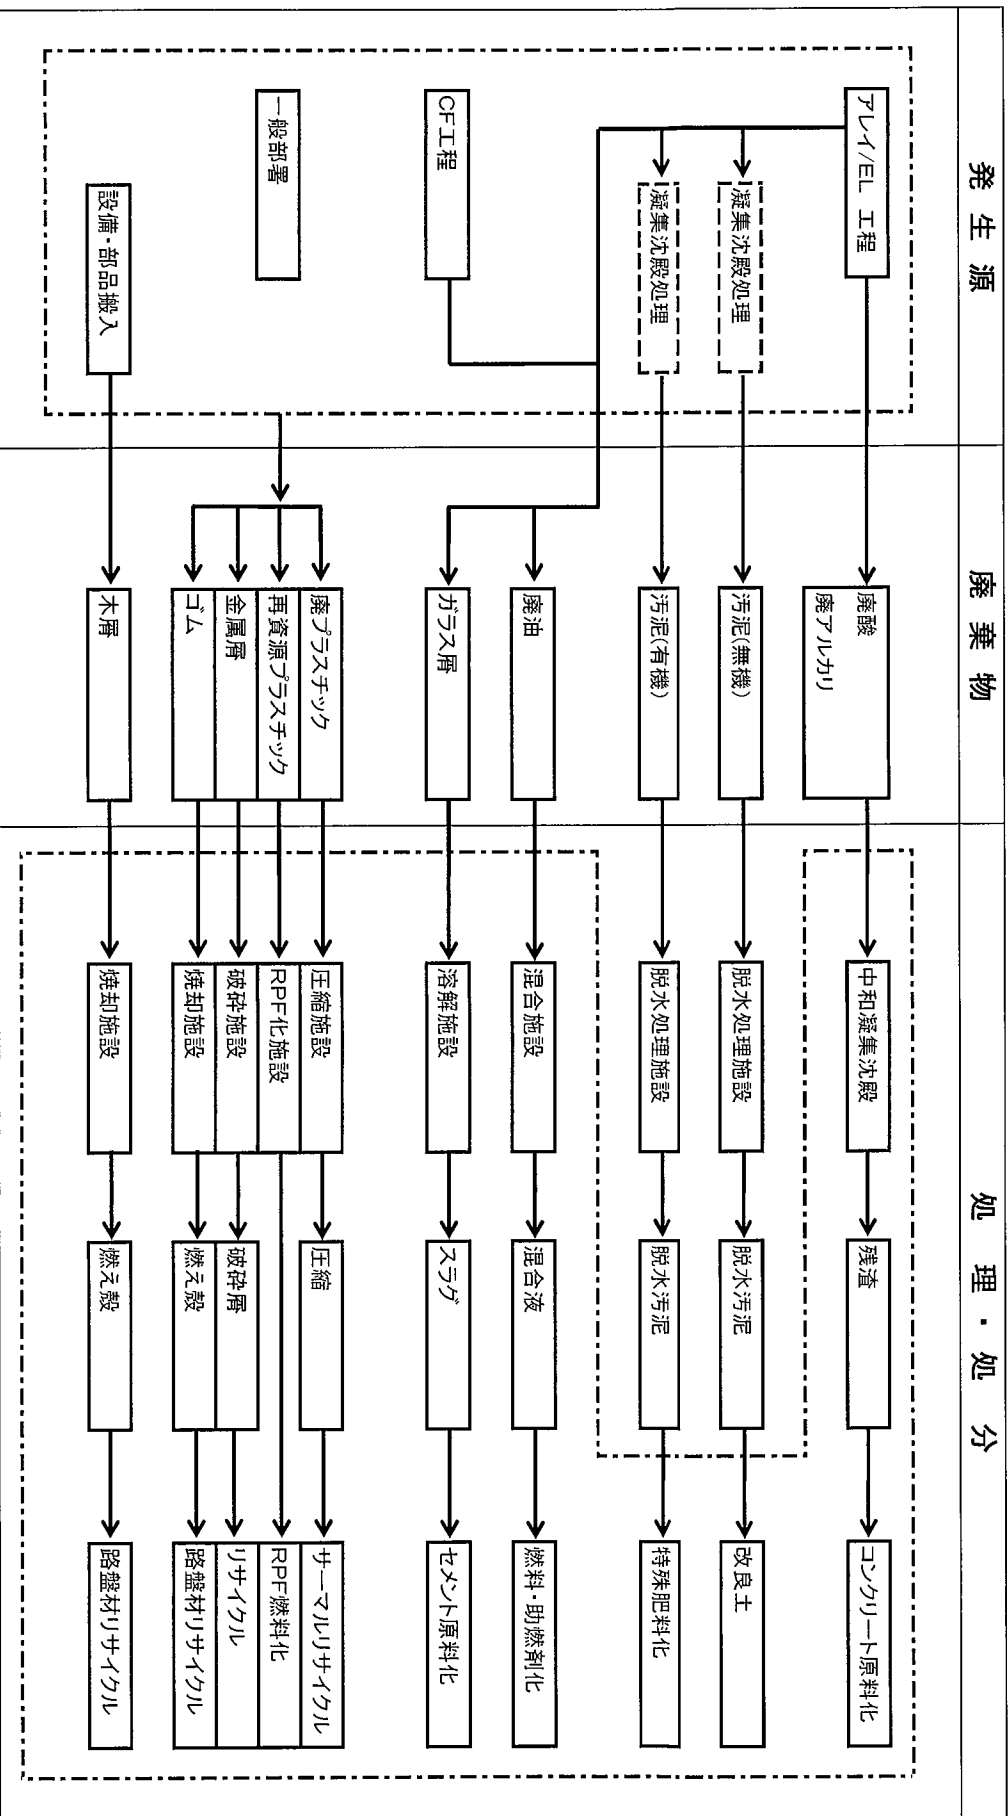 発生源
廃棄物
処理・処分
アレイ/EL 工程
廃酸
廃アルカリ
中和凝集沈殿
残渣
コンクリート原料化
凝集沈殿処理
汚泥(無機)
脱水処理施設
脱水汚泥
改良土
凝集沈殿処理
汚泥(有機)
脱水処理施設
脱水汚泥
特殊肥料化
廃油
混合施設
混合液
燃料・助燃剤化
CF工程
ガラス屑
溶解施設
スラグ
セメント原料化
一般部署
廃プラスチック
圧縮施設
圧縮
サーマルリサイクル
再資源プラスチック
RPF化施設
RPF燃料化
金属屑
破砕施設
破砕屑
リサイクル
ゴム
焼却施設
燃え殻
路盤材リサイクル
設備・部品搬入
木屑
焼却施設
燃え殻
路盤材リサイクル